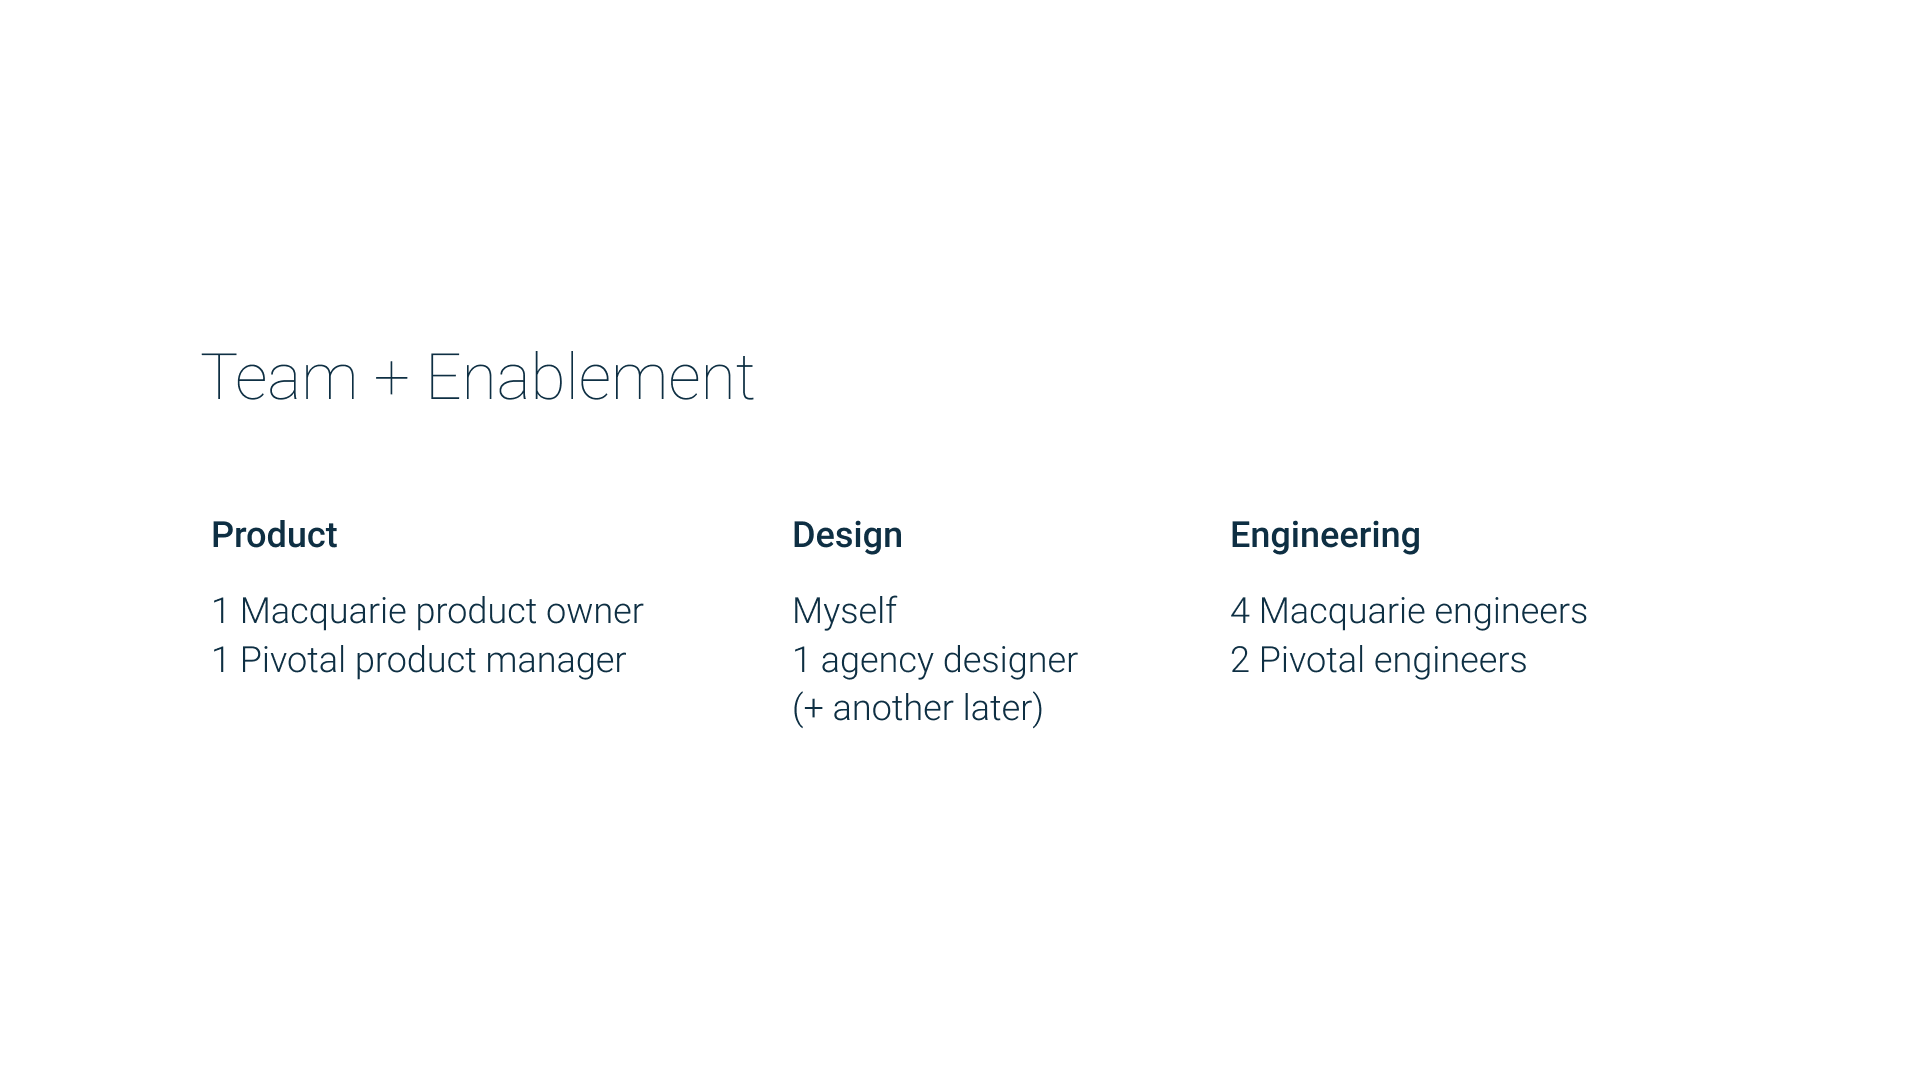 Team + Enablement
Product
1 Macquarie product owner
1 Pivotal product manager
Design
Myself
1 agency designer
(+ another later)
Engineering
4 Macquarie engineers
2 Pivotal engineers